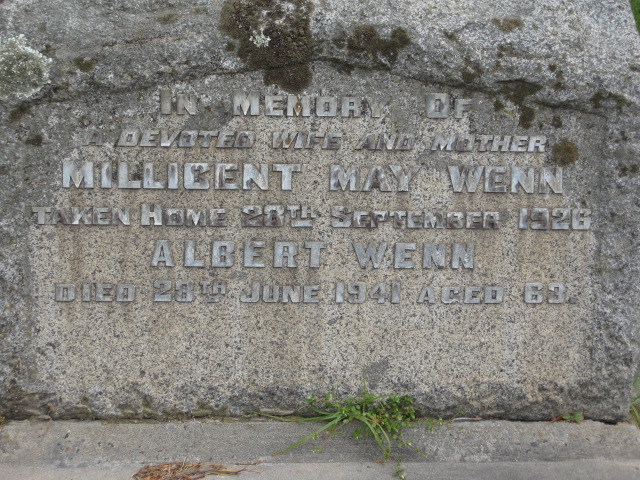 IN MEMORY OF
A DEVOTED WIFE AND MOTHER
MILLICENT MAY WENN
TAKEN HOME 28TH SEPTEMBER 1926
ALBERT WENN
DIED 28TH JUNE 1941 AGED 63.